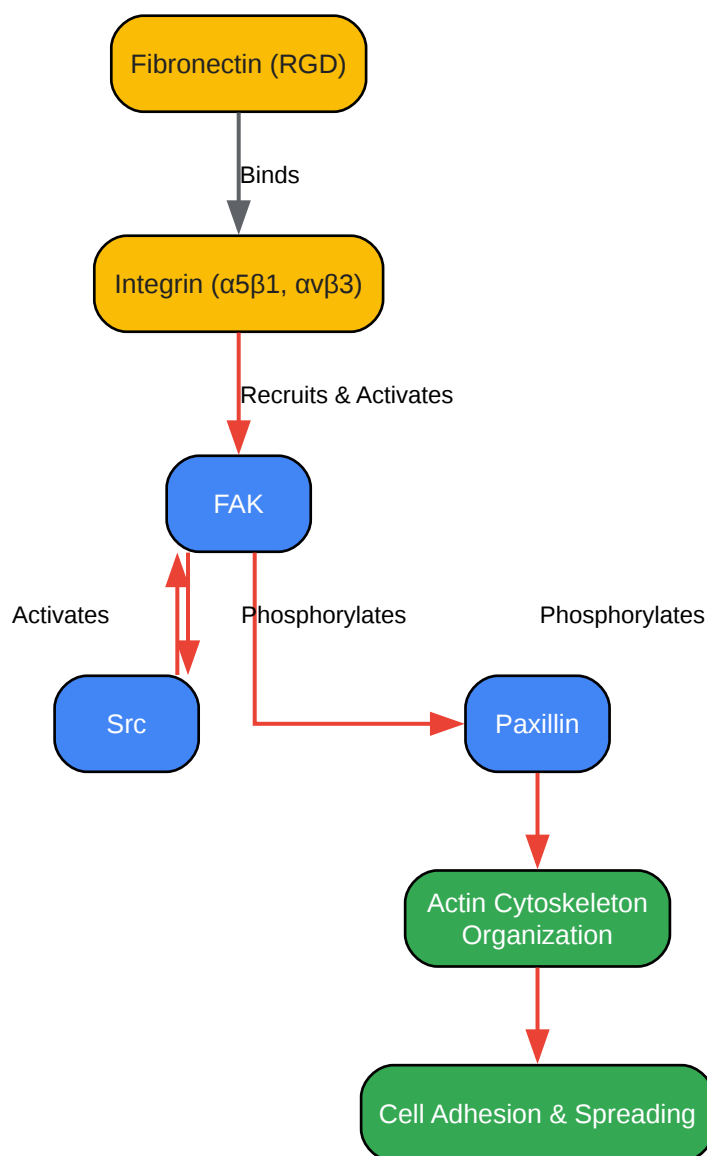 Fibronectin (RGD)
Binds
Integrin (α5β1, αvβ3)
Recruits & Activates
FAK
Activates
Phosphorylates
Phosphorylates
Src
Paxillin
Actin Cytoskeleton
Organization
Cell Adhesion & Spreading